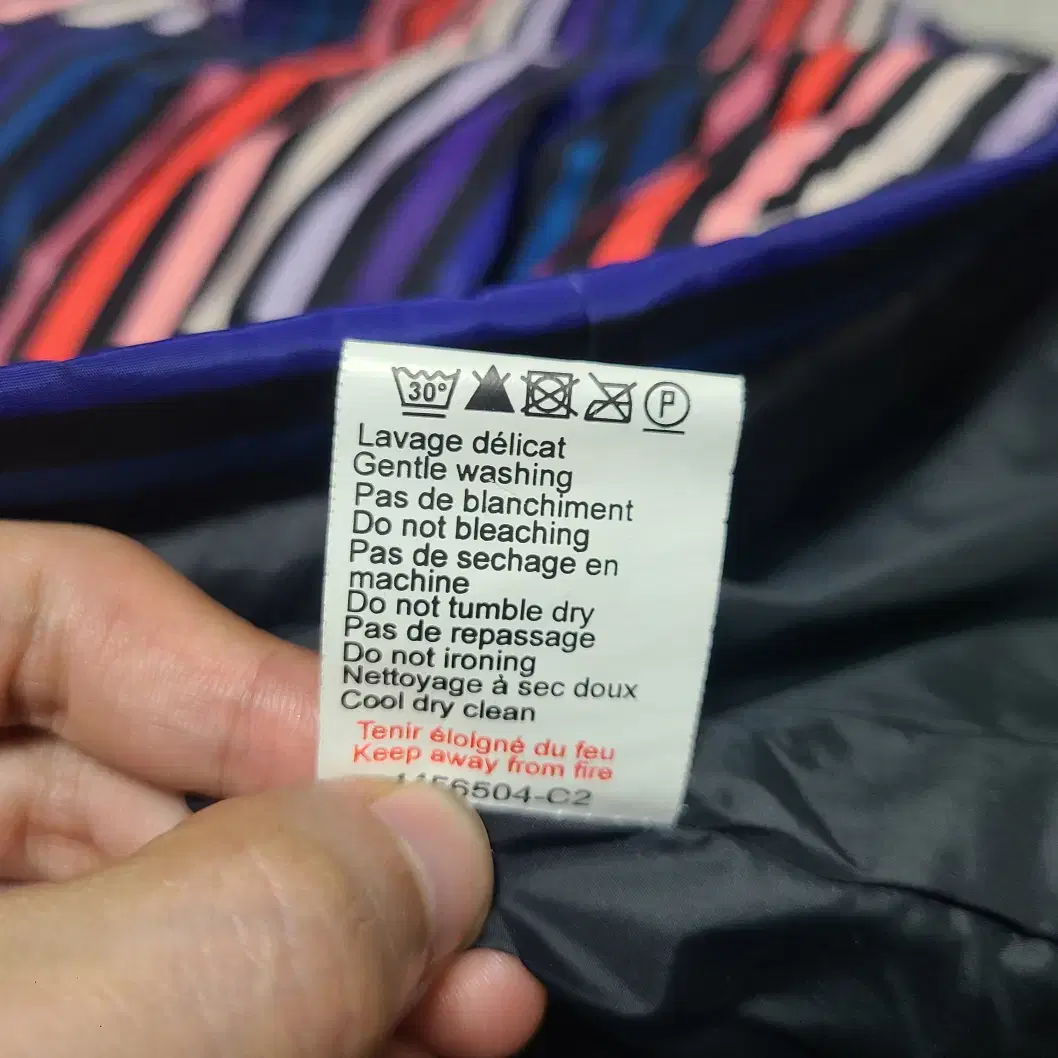 30°
P
Lavage délicat
Gentle washing
Pas de blanchiment
Do not bleaching
Pas de sechage en
machine
Do not tumble dry
Pas de repassage
Do not ironing
Nettoyage à sec doux
Cool dry clean
Tenir éloigné du feu
Keep away from fire